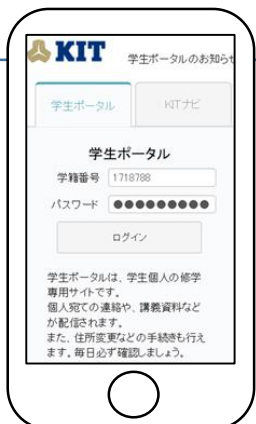 KIT 学生ポータルのお知らせ
学生ポータル KITナビ
学生ポータル
学籍番号 1718788
パスワード ●●●●●●●●●
ログイン
学生ポータルは、学生個人の修学
専用サイトです。
個人宛ての連絡や、講義資料など
が配信されます。
また、住所変更などの手続きも行え
ます。毎日必ず確認しましょう。